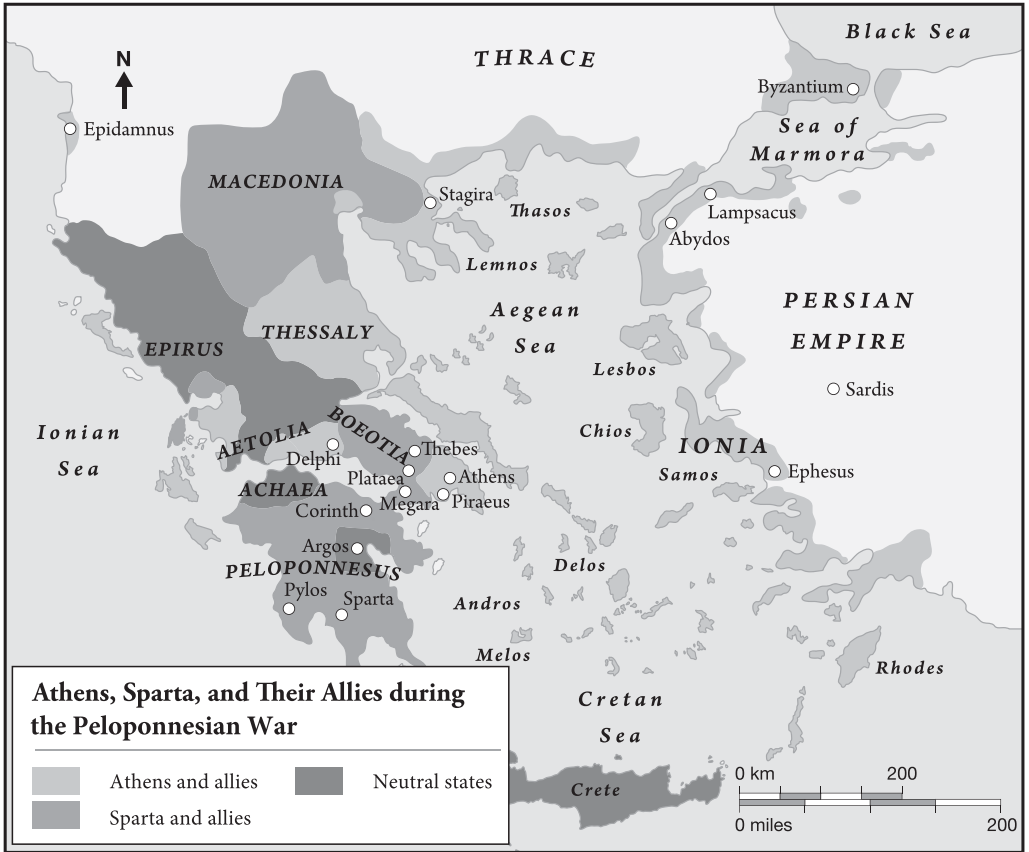 Black Sea
THRACE
N
Byzantium
Epidamnus
Sea of
Marmora
MACEDONIA
Stagira
Thasos
Lampsacus
Abydos
Lemnos
PERSIAN
EMPIRE
Aegean
Sea
THESSALY
EPIRUS
Lesbos
Sardis
Ionian
Sea
AETOLIA
BOEOTIA
Chios
IONIA
Thebes
Delphi
Plataea
Athens
Samos
Ephesus
ACHAEA
Megara
Piraeus
Corinth
Argos
PELOPONNESUS
Delos
Pylos
Sparta
Andros
Melos
Rhodes
Cretan
Sea
Athens, Sparta, and Their Allies during
the Peloponnesian War
Athens and allies
Neutral states
Sparta and allies
Crete
0 km 200
0 miles 200